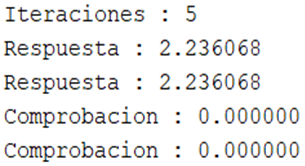 Iteraciones : 5
Respuesta : 2.236068
Respuesta : 2.236068
Comprobacion : 0.000000
Comprobacion : 0.000000